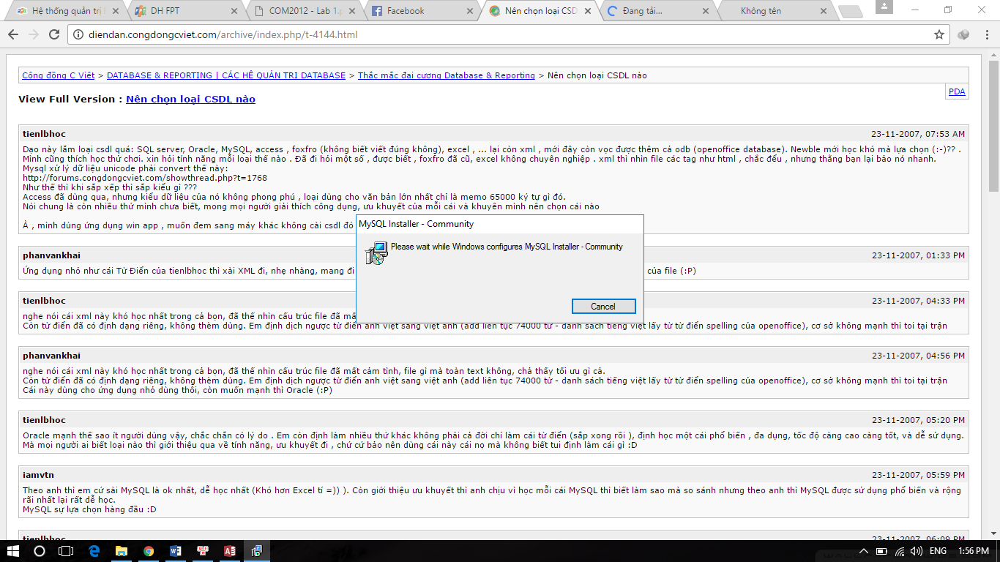 Hệ thống quản trị
DH FPT
COM2012 - Lab 1.p
Facebook
Nên chọn loại CSD
Đang tải...
Không tên
diendan.congdongcviet.com/archive/index.php/t-4144.html
Công đồng C Việt > DATABASE & REPORTING | CÁC HỆ QUẢN TRỊ DATABASE > Thắc mắc đại cương Database & Reporting > Nên chọn loại CSDL nào
PDA
View Full Version : Nên chọn loại CSDL nào
tienlbhoc 23-11-2007, 07:53 AM
Dạo này lắm loại csdl quá: SQL server, Oracle, MySQL, access , foxfro (không biết viết đúng không), excel , ... lại còn xml , mới đây còn vọc được thêm cả odb (openoffice database). Newble mới học khó mà lựa chọn (:-)?? .
Mình cũng thích học thử chơi. xin hỏi tính năng mỗi loại thế nào . Đã đi hỏi một số , được biết , foxfro đã cũ, excel không chuyên nghiệp . xml thì nhìn file các tag như html , chắc đểu , nhưng thằng bạn lại bảo nó nhanh.
Mysql xử lý dữ liệu unicode phải convert thế này:
http://forums.congdongcviet.com/showthread.php?t=1768
Như thế thì khi sắp xếp thì sắp kiểu gì ???
Access đã dùng qua, nhưng kiểu dữ liệu của nó không phong phú , loại dùng cho văn bản lớn nhất chỉ là memo 65000 ký tự gì đó.
Nói chung là còn nhiều thứ mình chưa biết, mong mọi người giải thích công dụng, ưu khuyết của mỗi cái và khuyên mình nên chọn cái nào
À , mình dùng ứng dụng win app , muốn đem sang máy khác không cài csdl đó
MySQL Installer - Community
Please wait while Windows configures MySQL Installer - Community
Cancel
phanvankhai 23-11-2007, 01:33 PM
Ứng dụng nhỏ như cái Từ Điển của tienlbhoc thì xài XML đi, nhẹ nhàng, mang đi của file (:P)
tienlbhoc 23-11-2007, 04:33 PM
nghe nói cái xml này khó học nhất trong cả bọn, đã thế nhìn cấu trúc file đã mấ
Còn từ điển đã có định dạng riêng, không thèm dùng. Em định dịch ngược từ điển anh việt sang việt anh (add liên tục 74000 từ - danh sách tiếng việt lấy từ từ điển spelling của openoffice), cơ sở không mạnh thì toi tại trận
phanvankhai 23-11-2007, 04:56 PM
nghe nói cái xml này khó học nhất trong cả bọn, đã thế nhìn cấu trúc file đã mất cảm tình, file gì mà toàn text không, chả thấy tối ưu gì cả.
Còn từ điển đã có định dạng riêng, không thèm dùng. Em định dịch ngược từ điển anh việt sang việt anh (add liên tục 74000 từ - danh sách tiếng việt lấy từ từ điển spelling của openoffice), cơ sở không mạnh thì toi tại trận
Cái này dùng cho ứng dụng nhỏ dùng thôi, còn muốn mạnh thì Oracle (:P)
tienlbhoc 23-11-2007, 05:20 PM
Oracle mạnh thế sao ít người dùng vậy, chắc chắn có lý do . Em còn định làm nhiều thứ khác không phải cả đời chỉ làm cái từ điển (sắp xong rồi ), định học một cái phổ biến , đa dụng, tốc độ càng cao càng tốt, và dễ sử dụng.
Mà mọi người ai biết loại nào thì giới thiệu qua về tính năng, ưu khuyết đi , chứ cứ bảo nên dùng cái này cái nọ mà không biết tui định làm cái gì :D
iamvtn 23-11-2007, 05:59 PM
Theo anh thì em cứ sài MySQL là ok nhất, dễ học nhất (Khó hơn Excel tí =)) ). Còn giới thiệu ưu khuyết thì anh chịu vì học mỗi cái MySQL thì biết làm sao mà so sánh nhưng theo anh thì MySQL được sử dụng phổ biến và rộng
rãi nhất lại rất dễ học.
MySQL sự lựa chọn hàng đầu :D
tienlbhoc 23-11-2007, 06:09 PM
ENG 1:56 PM